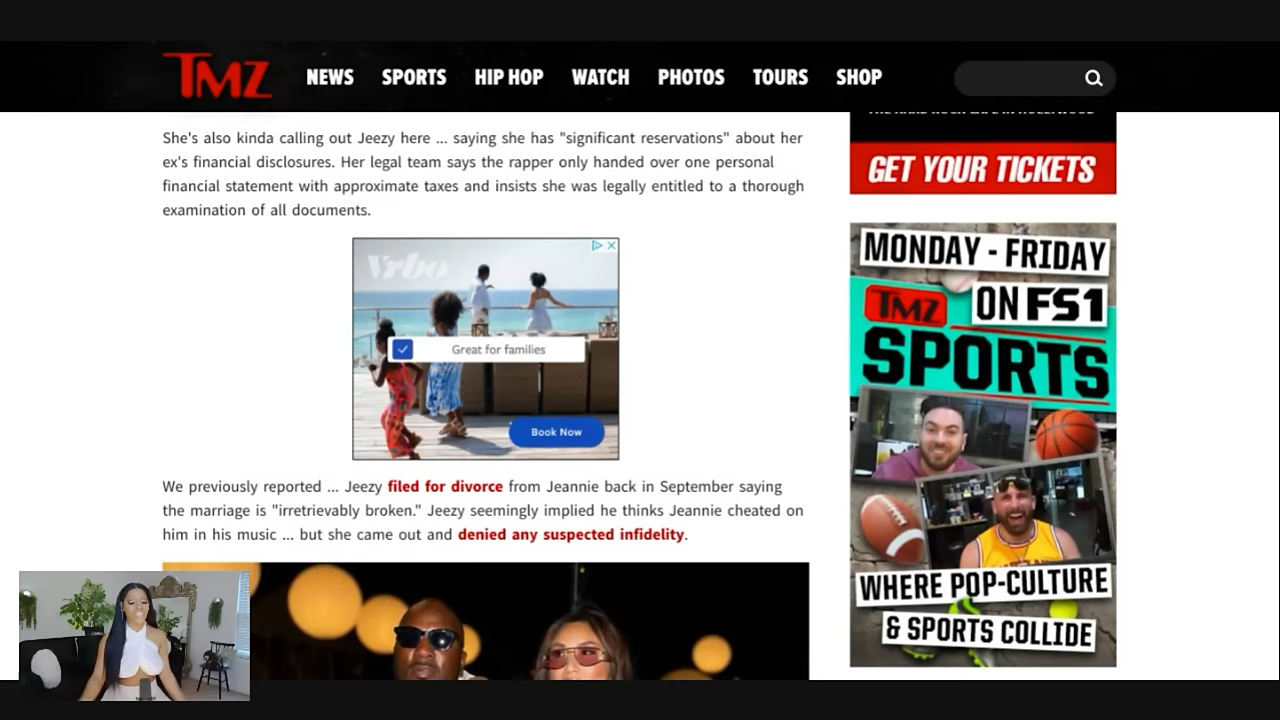 TMZ
NEWS
SPORTS
HIP HOP
WATCH
PHOTOS
TOURS
SHOP
She's also kinda calling out Jeezy here ... saying she has "significant reservations" about her
ex's financial disclosures. Her legal team says the rapper only handed over one personal
financial statement with approximate taxes and insists she was legally entitled to a thorough
examination of all documents.
Vrbo
Great for families
Book Now
We previously reported ... Jeezy filed for divorce from Jeannie back in September saying
the marriage is "irretrievably broken." Jeezy seemingly implied he thinks Jeannie cheated on
him in his music ... but she came out and denied any suspected infidelity.
GET YOUR TICKETS
MONDAY - FRIDAY
ON FS1
TMZ
SPORTS
WHERE POP-CULTURE
& SPORTS COLLIDE